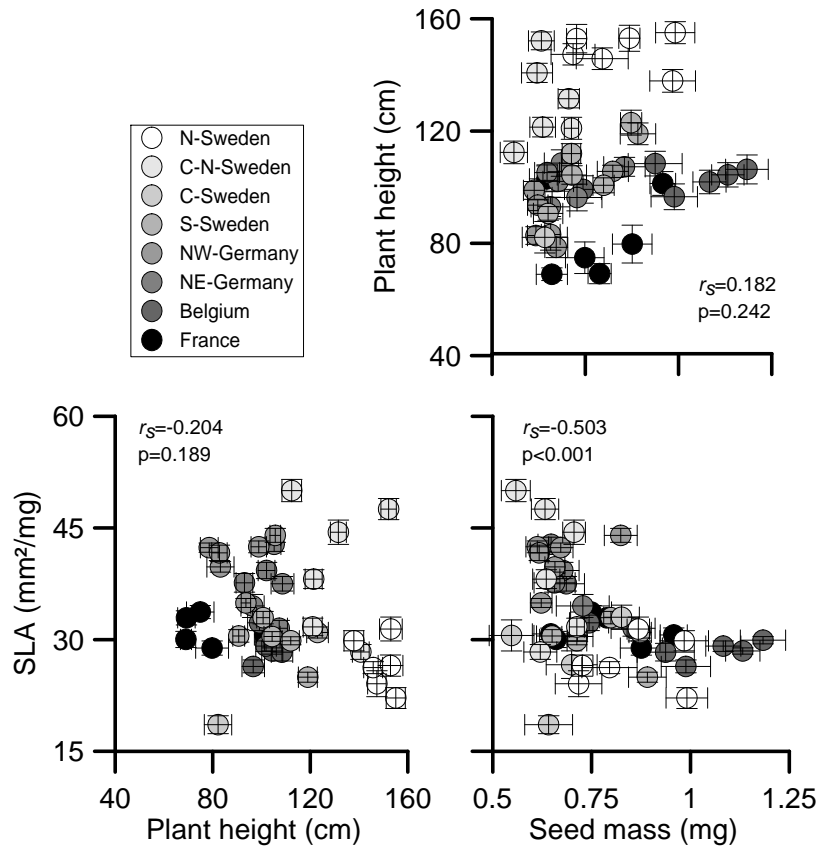 160
120
80
40
Plant height (cm)
rs=0.182
p=0.242
N-Sweden
C-N-Sweden
C-Sweden
S-Sweden
NW-Germany
NE-Germany
Belgium
France
60
45
30
15
SLA (mm²/mg)
rs=-0.204
p=0.189
40
80
120
160
Plant height (cm)
rs=-0.503
p<0.001
0.5
0.75
1
1.25
Seed mass (mg)